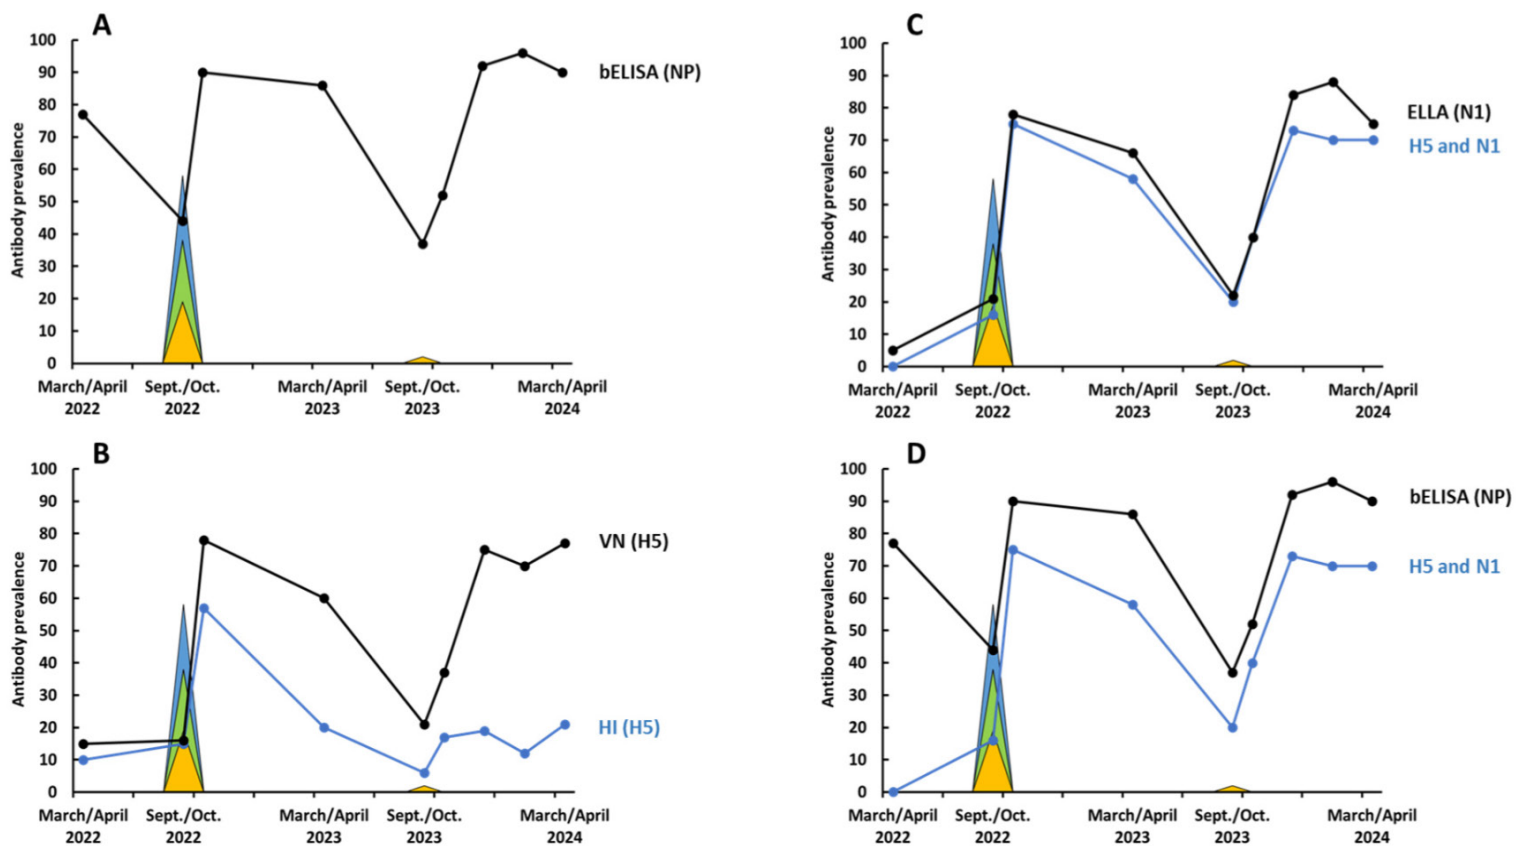 A
100
90
80
70
60
50
40
30
20
10
0
Antibody prevalence
bELISA (NP)
March/April Sept./Oct. March/April Sept./Oct. March/April
2022 2022 2023 2023 2024
C
100
90
80
70
60
50
40
30
20
10
0
Antibody prevalence
ELLA (N1)
H5 and N1
March/April Sept./Oct. March/April Sept./Oct. March/April
2022 2022 2023 2023 2024
B
100
90
80
70
60
50
40
30
20
10
0
Antibody prevalence
VN (H5)
HI (H5)
March/April Sept./Oct. March/April Sept./Oct. March/April
2022 2022 2023 2023 2024
D
100
90
80
70
60
50
40
30
20
10
0
Antibody prevalence
bELISA (NP)
H5 and N1
March/April Sept./Oct. March/April Sept./Oct. March/April
2022 2022 2023 2023 2024